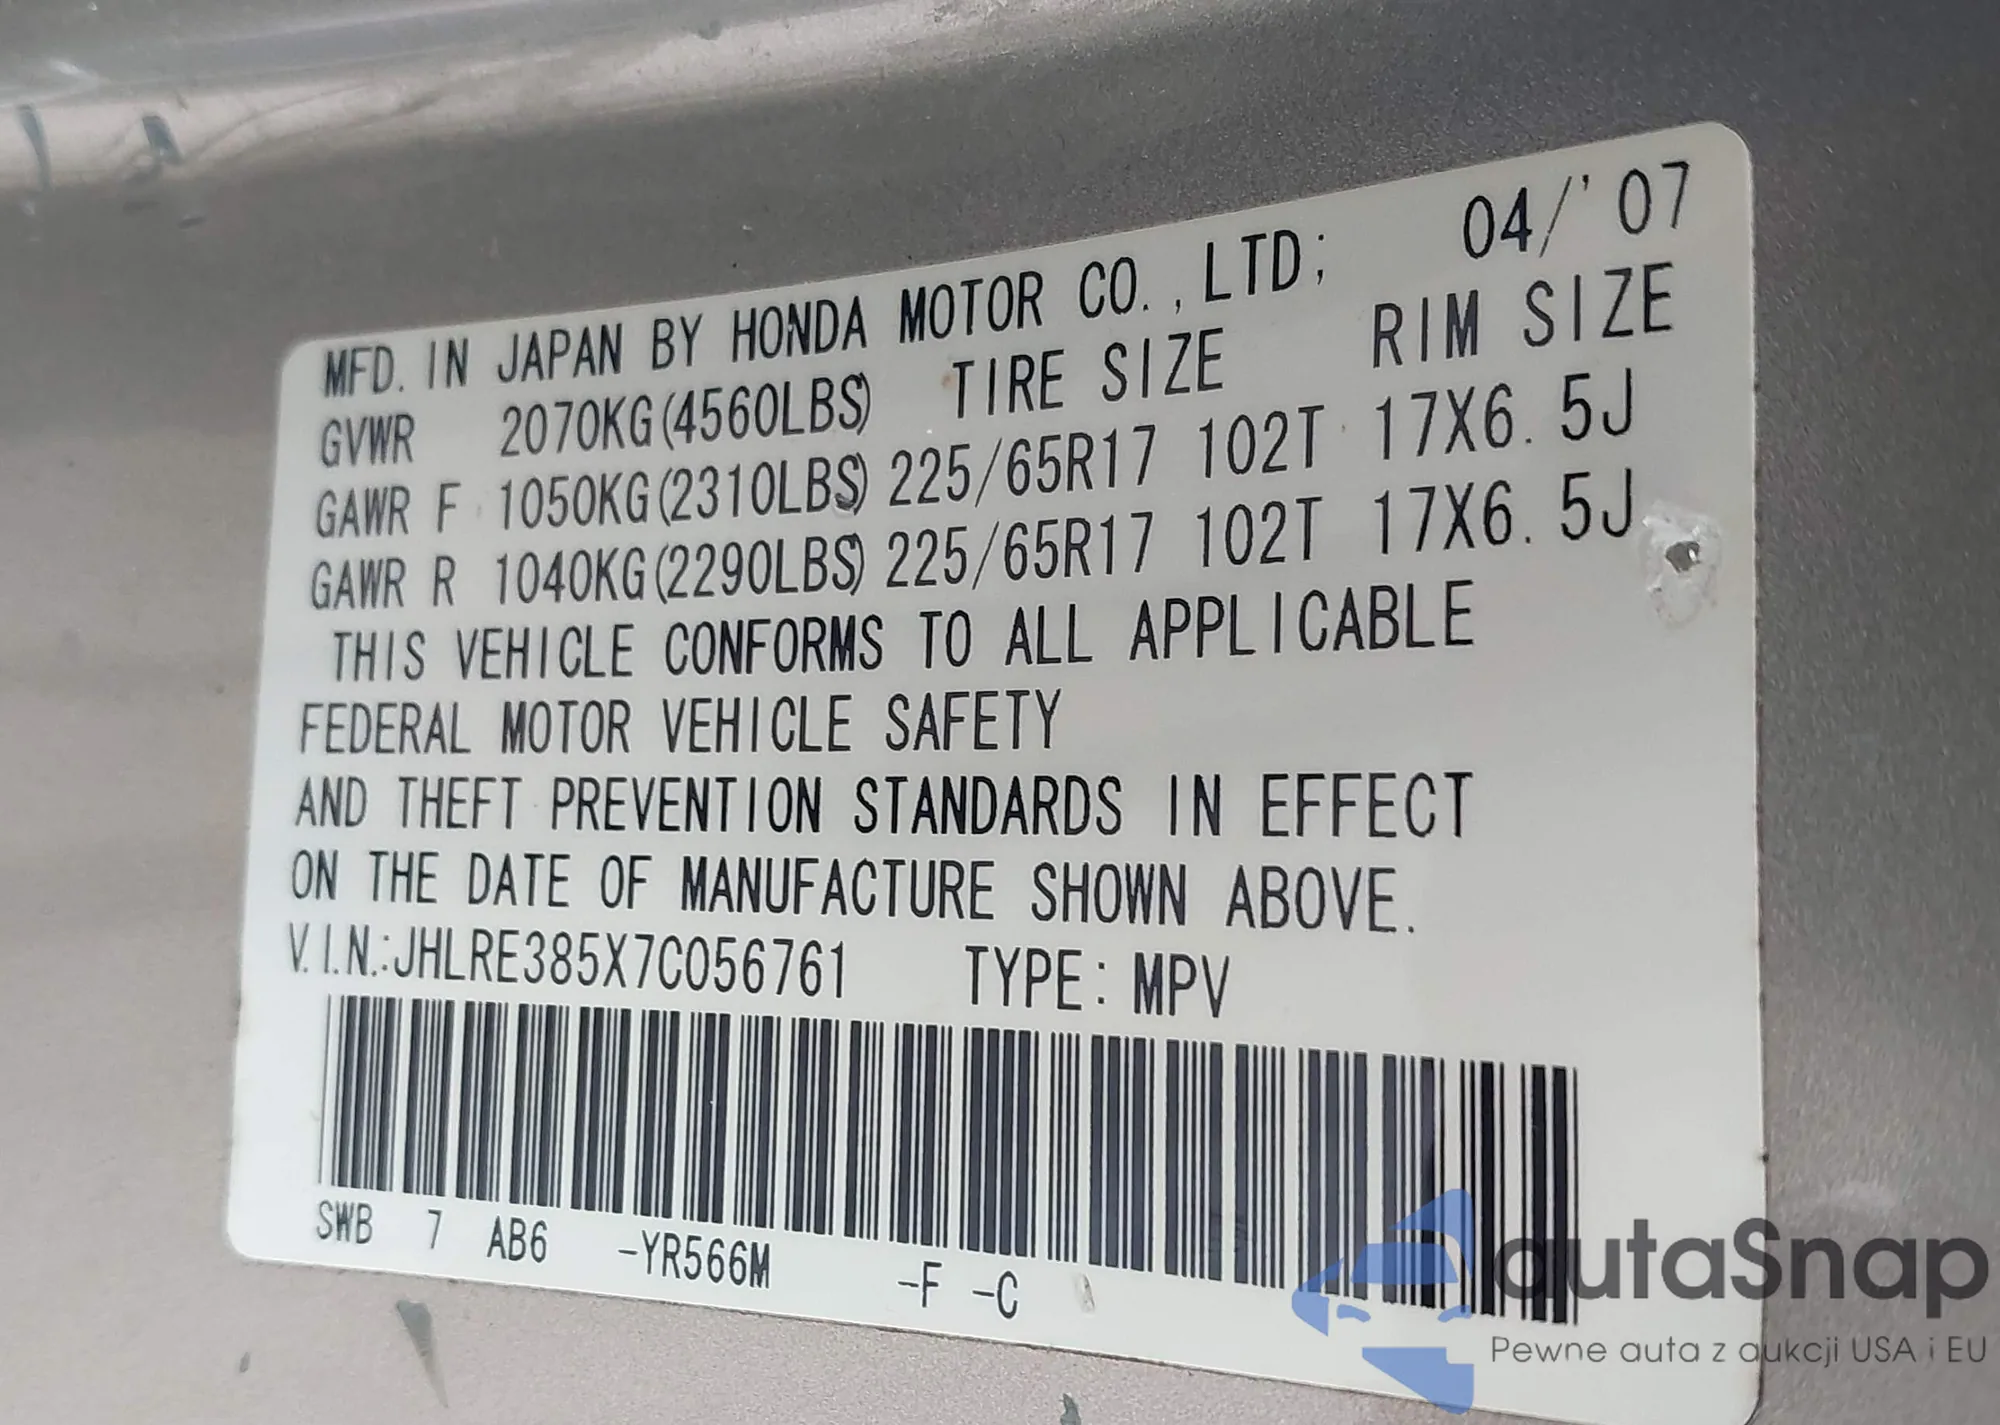 MFD. IN JAPAN BY HONDA MOTOR CO., LTD; 04/'07
GVWR 2070KG(4560LBS) TIRE SIZE RIM SIZE
GAWR F 1050KG(2310LBS) 225/65R17 102T 17X6.5J
GAWR R 1040KG(2290LBS) 225/65R17 102T 17X6.5J
THIS VEHICLE CONFORMS TO ALL APPLICABLE
FEDERAL MOTOR VEHICLE SAFETY
AND THEFT PREVENTION STANDARDS IN EFFECT
ON THE DATE OF MANUFACTURE SHOWN ABOVE.
V.I.N.:JHLRE385X7C056761 TYPE: MPV
SWB 7 AB6 -YR566M -F -C
autaSnap
Pewne auta z aukcji USA i EU